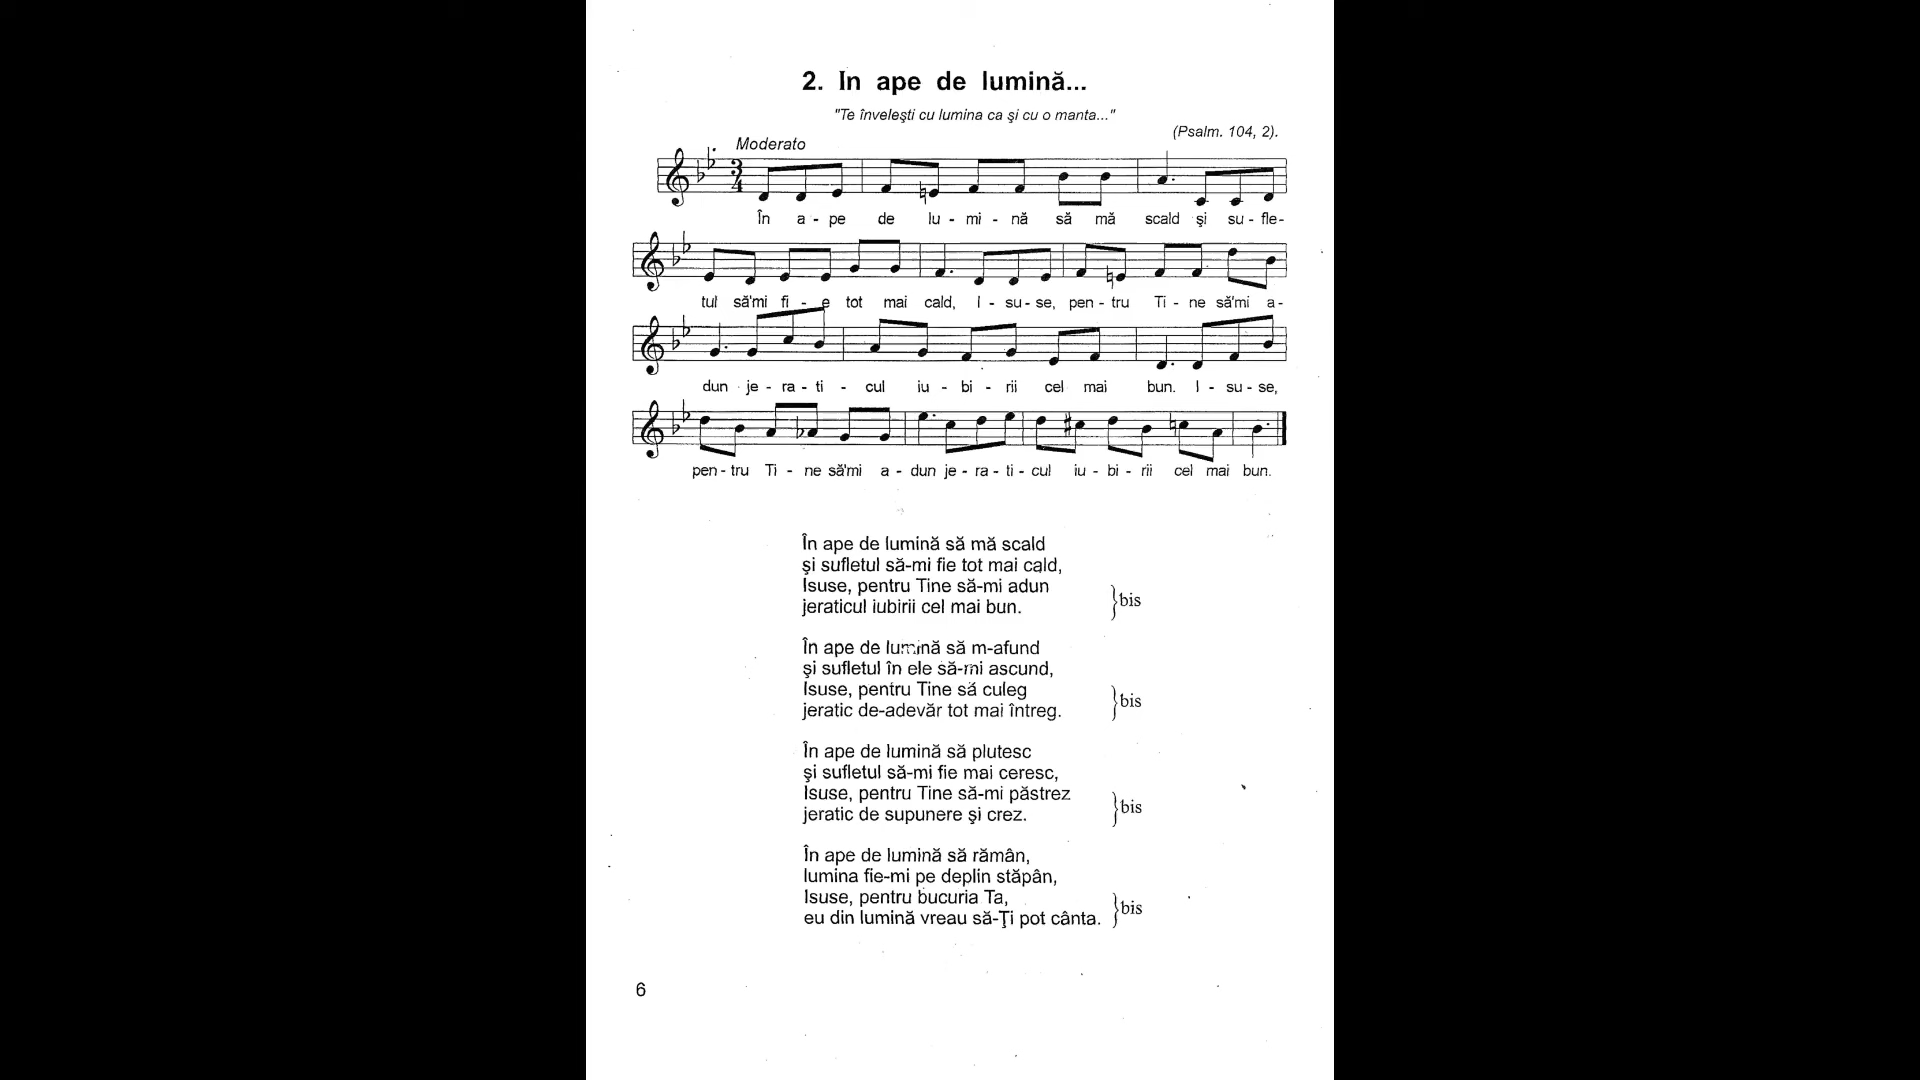 2. In ape de lumină...
"Te învelești cu lumina ca și cu o manta..."
(Psalm. 104, 2).
Moderato
În a - pe de lu - mi - nă să mă scald și su - fle-
tul să'mi fi - e tot mai cald, I - su - se, pen - tru Ti - ne să'mi a-
dun je - ra - ti - cul iu - bi - rii cel mai bun. I - su - se,
pen - tru Ti - ne să'mi a - dun je - ra - ti - cul iu - bi - rii cel mai bun.
În ape de lumină să mă scald
și sufletul să-mi fie tot mai cald,
Isuse, pentru Tine să-mi adun
jeraticul iubirii cel mai bun.
bis
În ape de lumină să m-afund
și sufletul în ele să-mi ascund,
Isuse, pentru Tine să culeg
jeratic de-adevăr tot mai întreg.
bis
În ape de lumină să plutesc
și sufletul să-mi fie mai ceresc,
Isuse, pentru Tine să-mi păstrez
jeratic de supunere și crez.
bis
În ape de lumină să rămân,
lumina fie-mi pe deplin stăpân,
Isuse, pentru bucuria Ta,
eu din lumină vreau să-Ți pot cânta.
bis
6